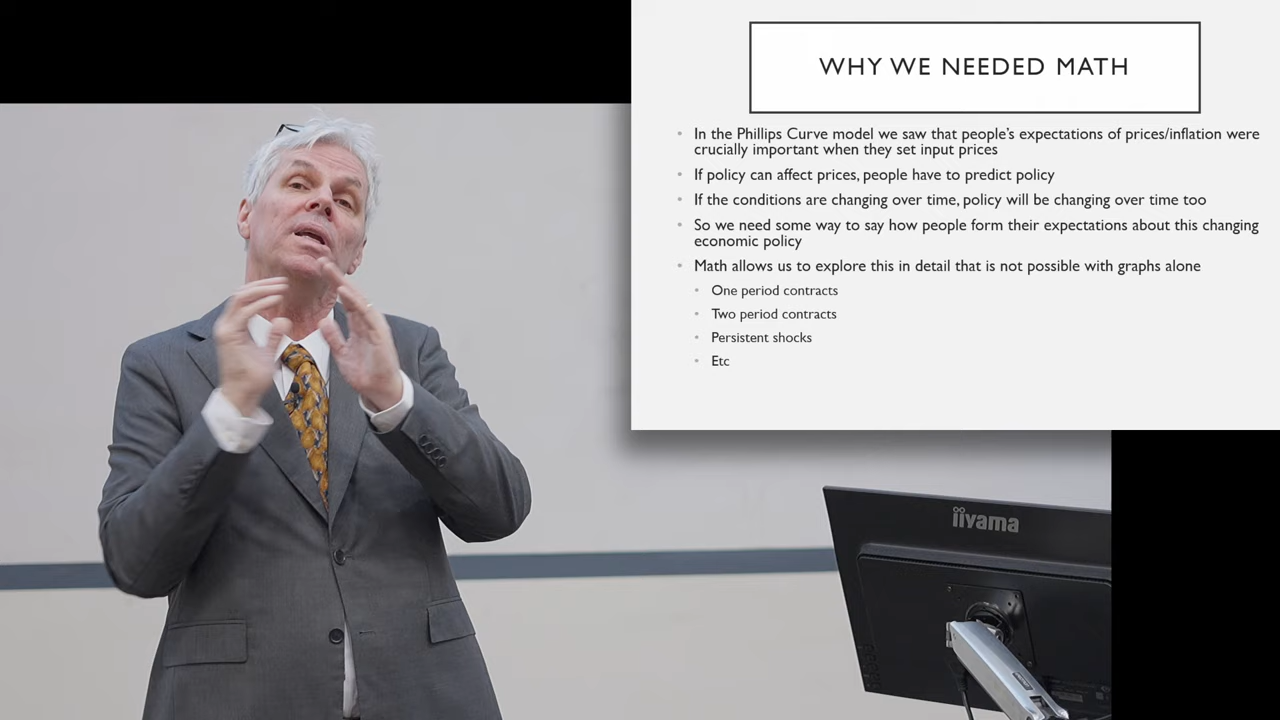 WHY WE NEEDED MATH
• In the Phillips Curve model we saw that people's expectations of prices/inflation were
crucially important when they set input prices
• If policy can affect prices, people have to predict policy
• If the conditions are changing over time, policy will be changing over time too
• So we need some way to say how people form their expectations about this changing
economic policy
• Math allows us to explore this in detail that is not possible with graphs alone
• One period contracts
• Two period contracts
• Persistent shocks
• Etc
iiyama